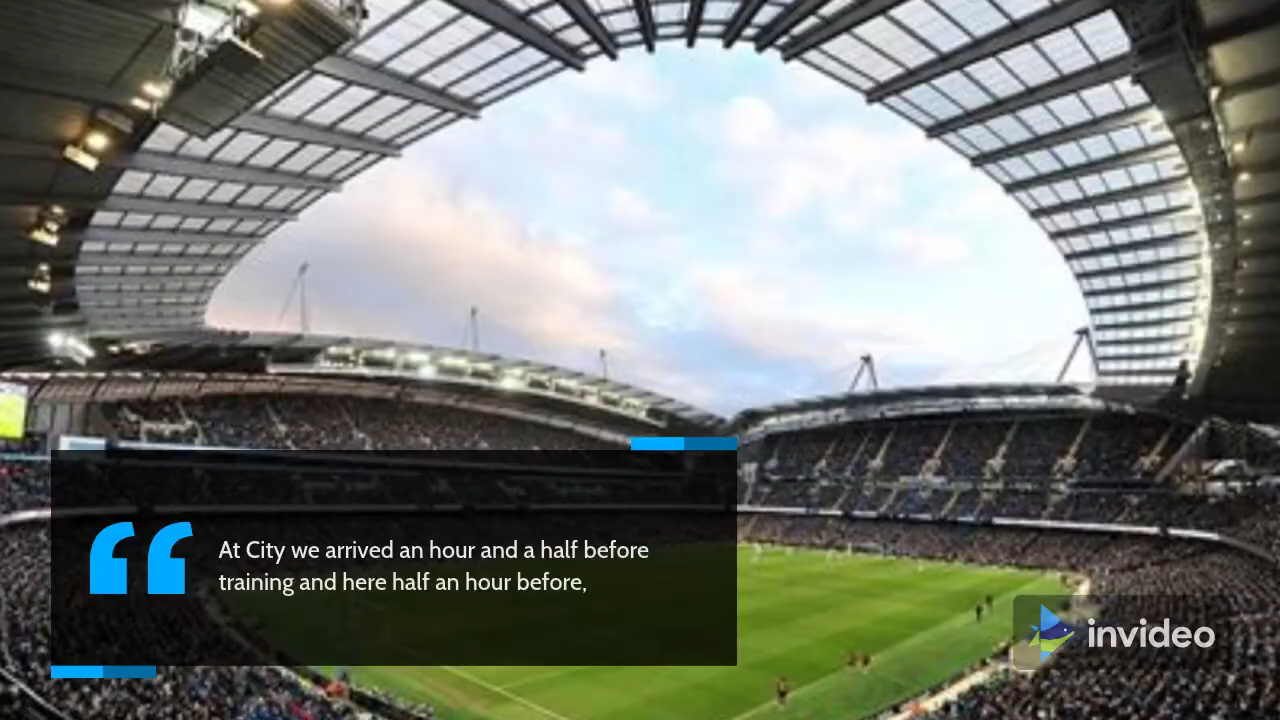 At City we arrived an hour and a half before
training and here half an hour before,
invideo